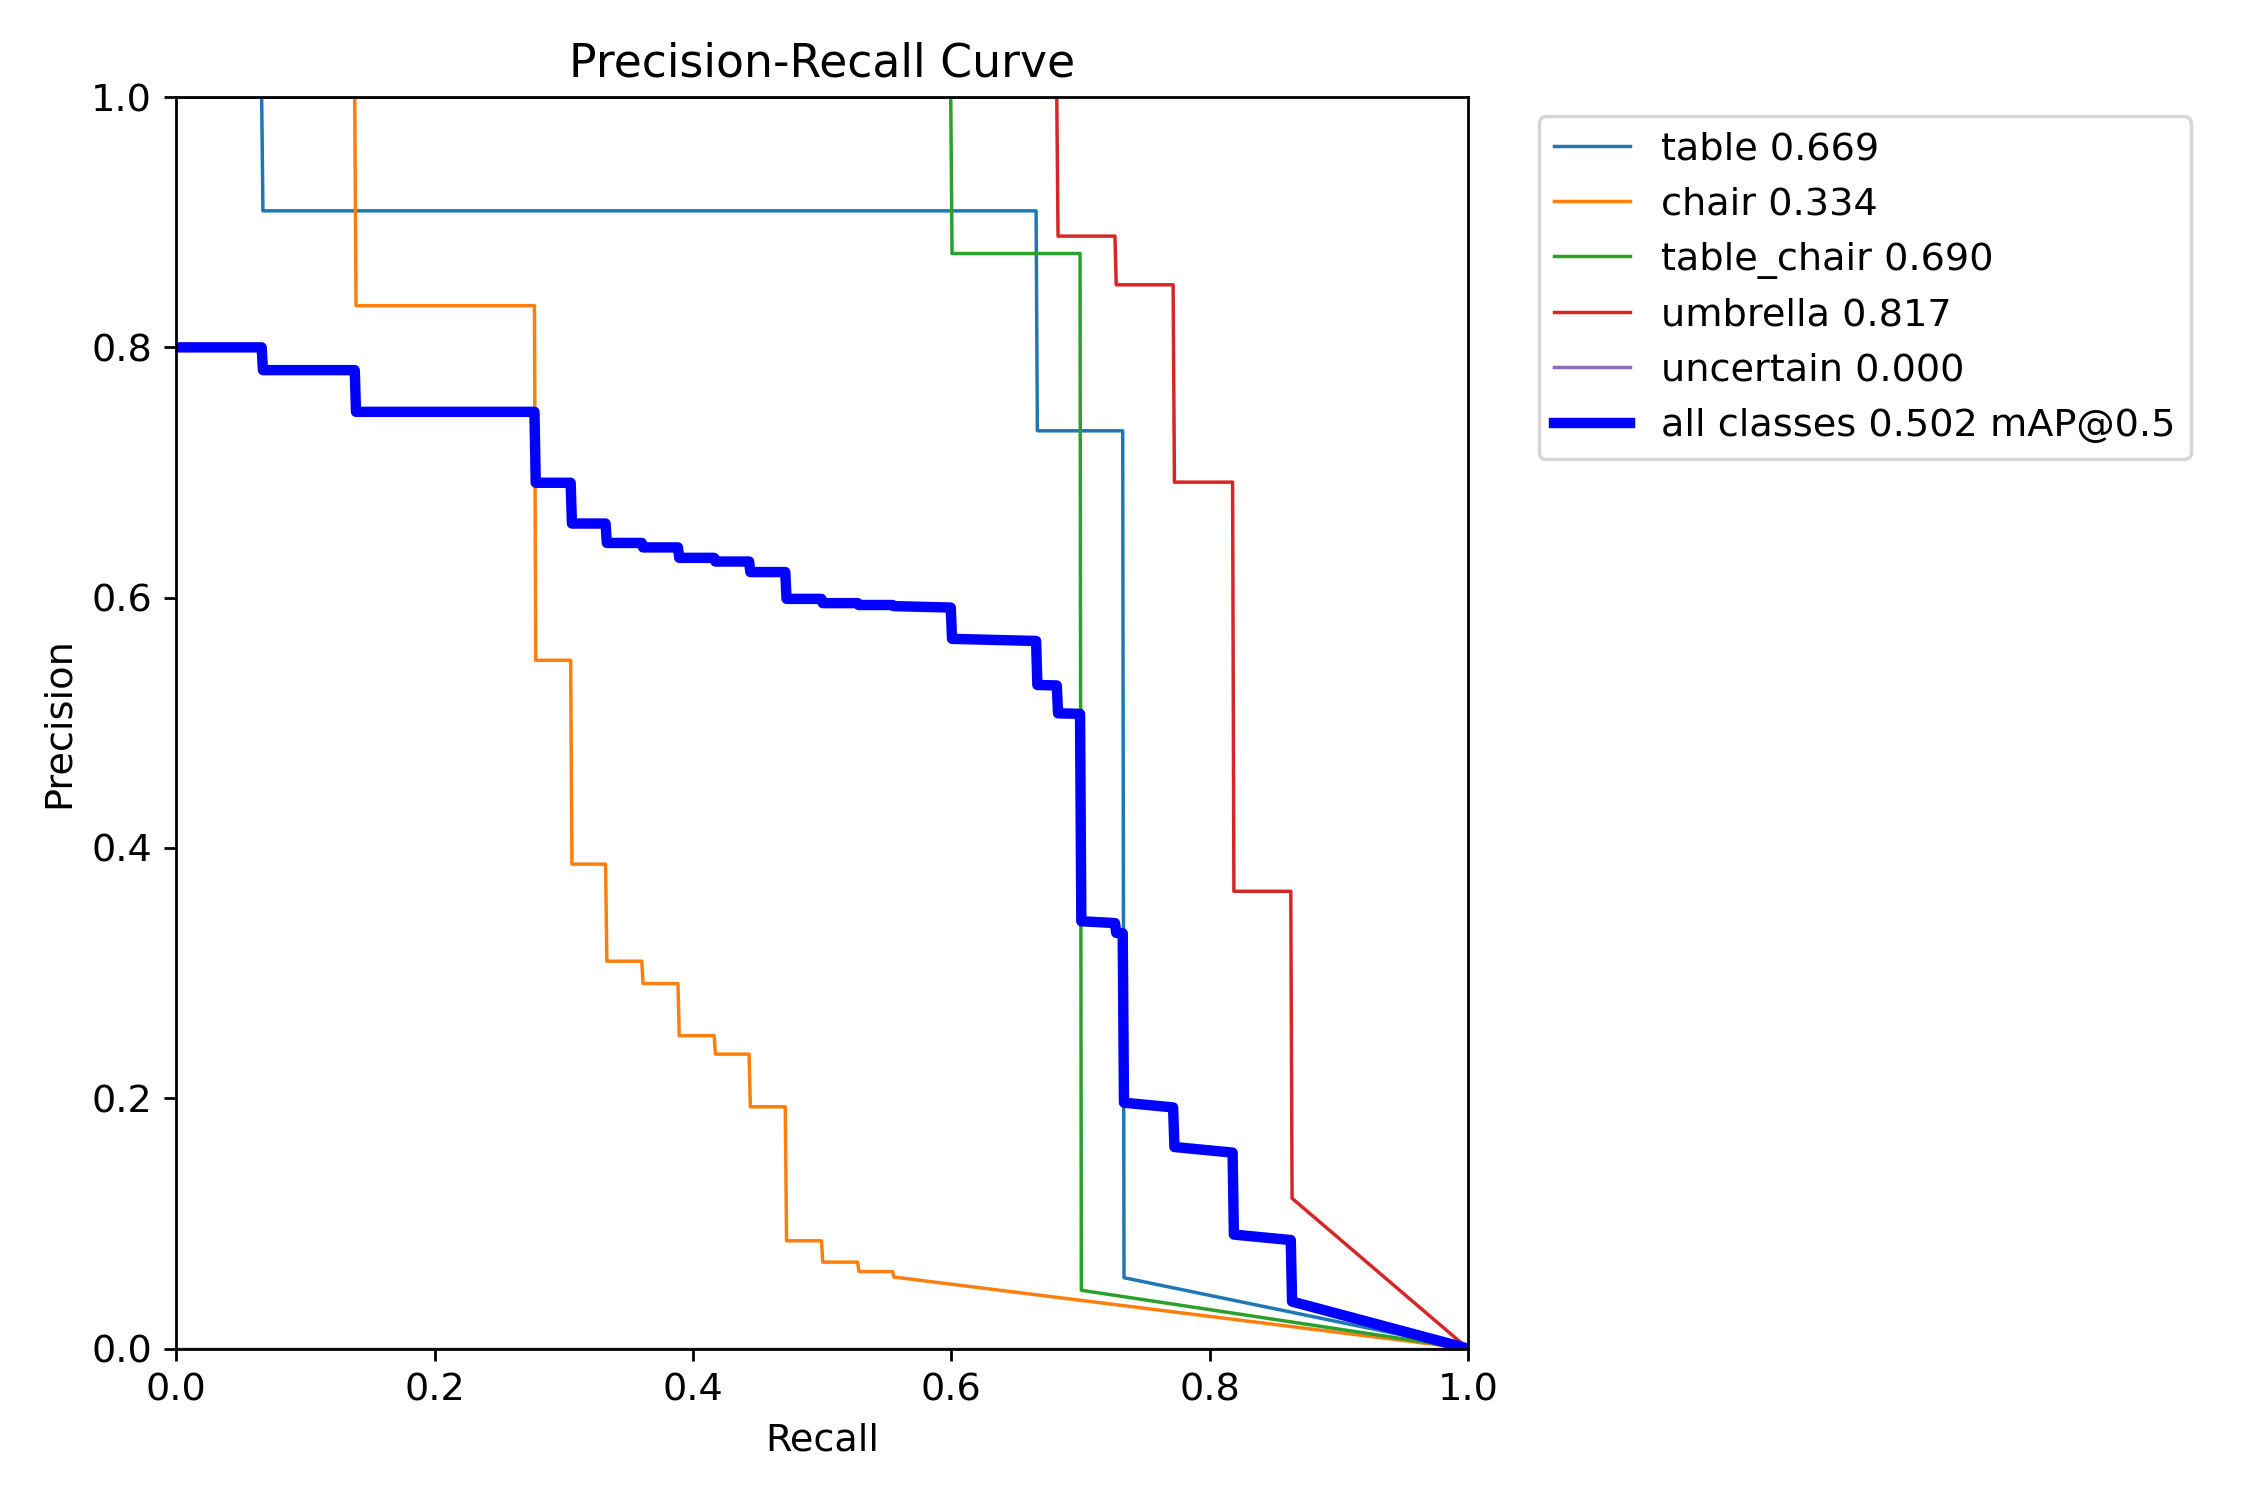 Precision-Recall Curve
1.0
0.8
0.6
0.4
0.2
0.0
Precision
0.0 0.2 0.4 0.6 0.8 1.0
Recall
table 0.669
chair 0.334
table_chair 0.690
umbrella 0.817
uncertain 0.000
all classes 0.502 mAP@0.5